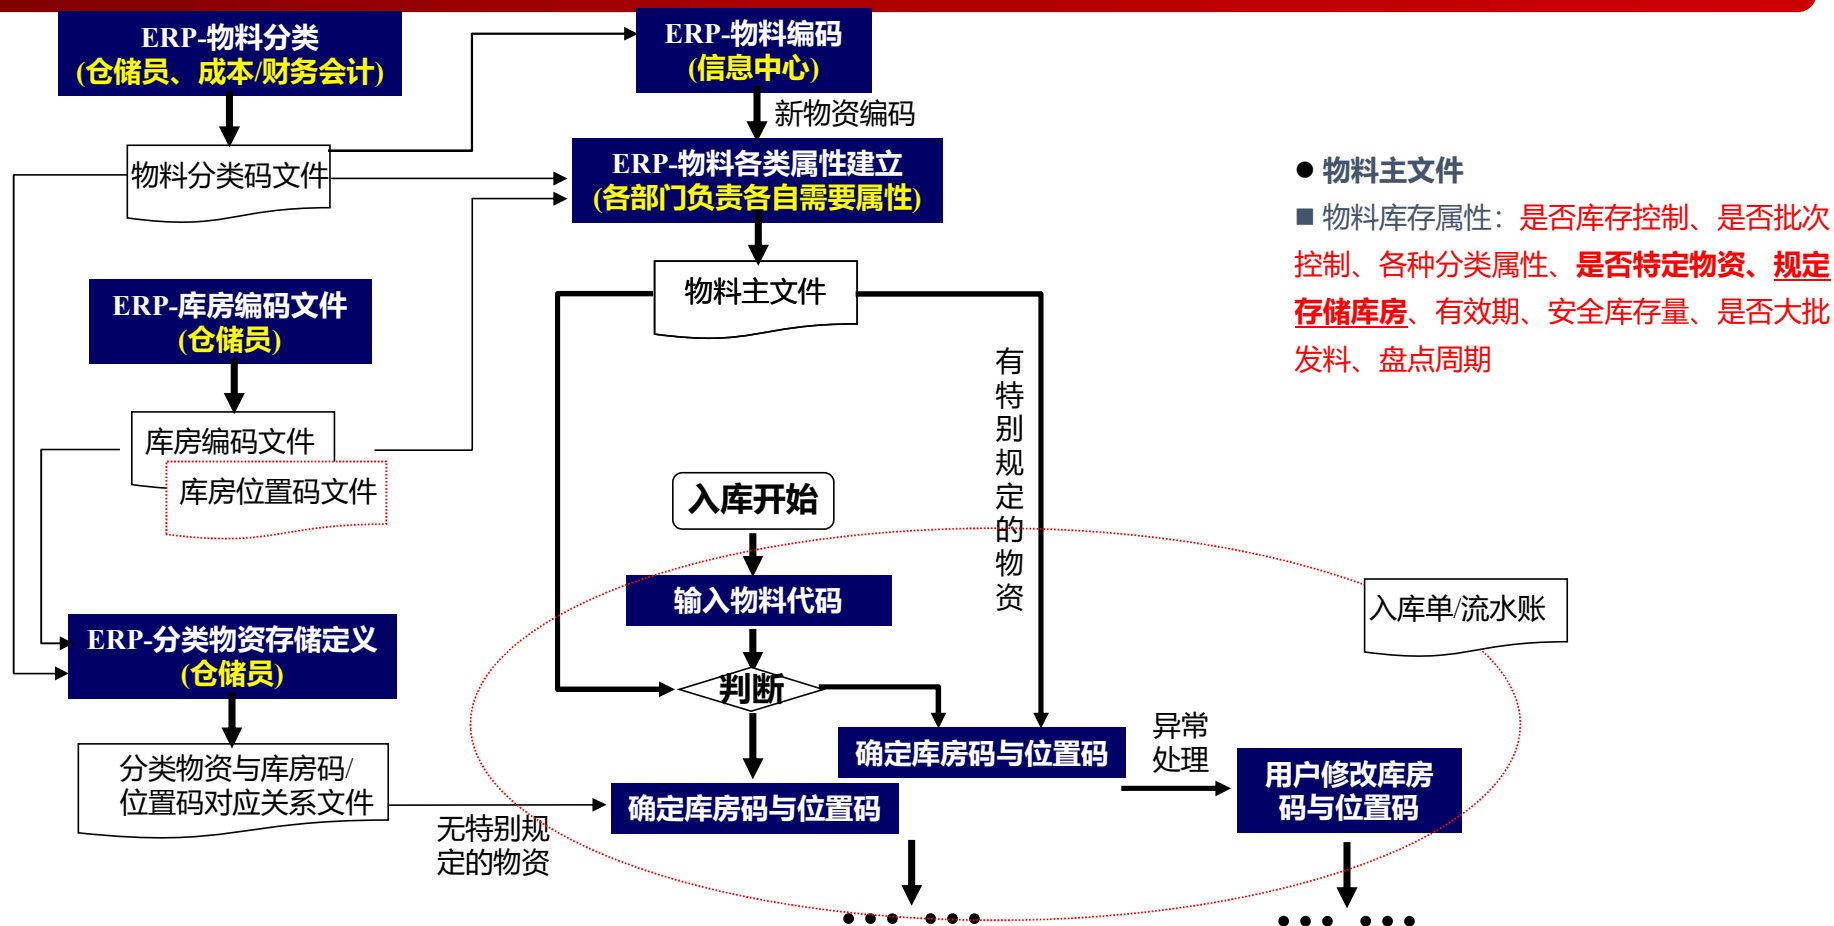 ERP-物料分类
(仓储员、成本/财务会计)
物料分类码文件
ERP-物料编码
(信息中心)
新物资编码
ERP-物料各类属性建立
(各部门负责各自需要属性)
物料主文件
ERP-库房编码文件
(仓储员)
库房编码文件
库房位置码文件
ERP-分类物资存储定义
(仓储员)
分类物资与库房码/
位置码对应关系文件
无特别规
定的物资
有特别规定的物资
入库开始
输入物料代码
判断
确定库房码与位置码
确定库房码与位置码
异常
处理
用户修改库房
码与位置码
入库单/流水账
● 物料主文件
■ 物料库存属性：是否库存控制、是否批次
控制、各种分类属性、是否特定物资、规定
存储库房、有效期、安全库存量、是否大批
发料、盘点周期
••• •••
••• •••